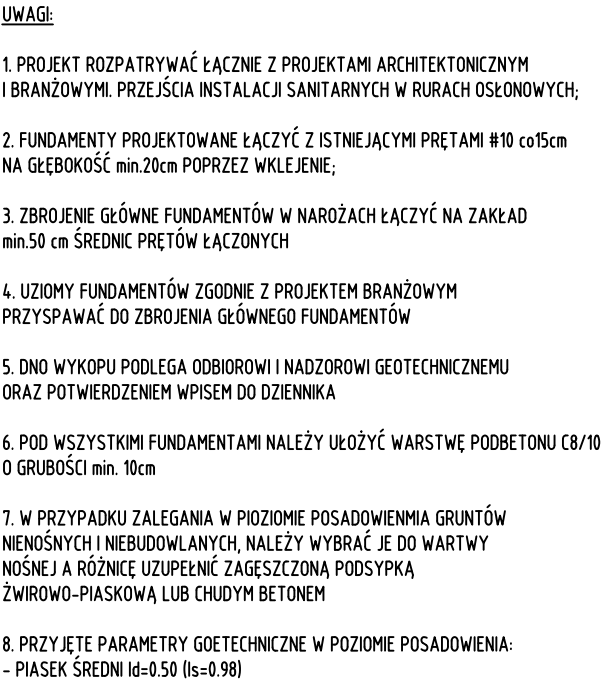 UWAGI:
1. PROJEKT ROZPATRYWAĆ ŁĄCZNIE Z PROJEKTAMI ARCHITEKTONICZNYM
I BRANŻOWYMI. PRZEJŚCIA INSTALACJI SANITARNYCH W RURACH OSŁONOWYCH;
2. FUNDAMENTY PROJEKTOWANE ŁĄCZYĆ Z ISTNIEJĄCYMI PRĘTAMI #10 co15cm
NA GŁĘBOKOŚĆ min.20cm POPRZEZ WKLEJENIE;
3. ZBROJENIE GŁÓWNE FUNDAMENTÓW W NAROŻACH ŁĄCZYĆ NA ZAKŁAD
min.50 cm ŚREDNIC PRĘTÓW ŁĄCZONYCH
4. UZIOMY FUNDAMENTÓW ZGODNIE Z PROJEKTEM BRANŻOWYM
PRZYSPAWAĆ DO ZBROJENIA GŁÓWNEGO FUNDAMENTÓW
5. DNO WYKOPU PODLEGA ODBIOROWI I NADZOROWI GEOTECHNICZNEMU
ORAZ POTWIERDZENIEM WPISEM DO DZIENNIKA
6. POD WSZYSTKIMI FUNDAMENTAMI NALEŻY UŁOŻYĆ WARSTWĘ PODBETONU C8/10
O GRUBOŚCI min. 10cm
7. W PRZYPADKU ZALEGANIA W PIOZIOMIE POSADOWIENMIA GRUNTÓW
NIENOŚNYCH I NIEBUDOWLANYCH, NALEŻY WYBRAĆ JE DO WARTWY
NOŚNEJ A RÓŻNICĘ UZUPEŁNIĆ ZAGĘSZCZONĄ PODSYPKĄ
ŻWIROWO-PIASKOWĄ LUB CHUDYM BETONEM
8. PRZYJĘTE PARAMETRY GOETECHNICZNE W POZIOMIE POSADOWIENIA:
- PIASEK ŚREDNI Id=0.50 (Is=0.98)